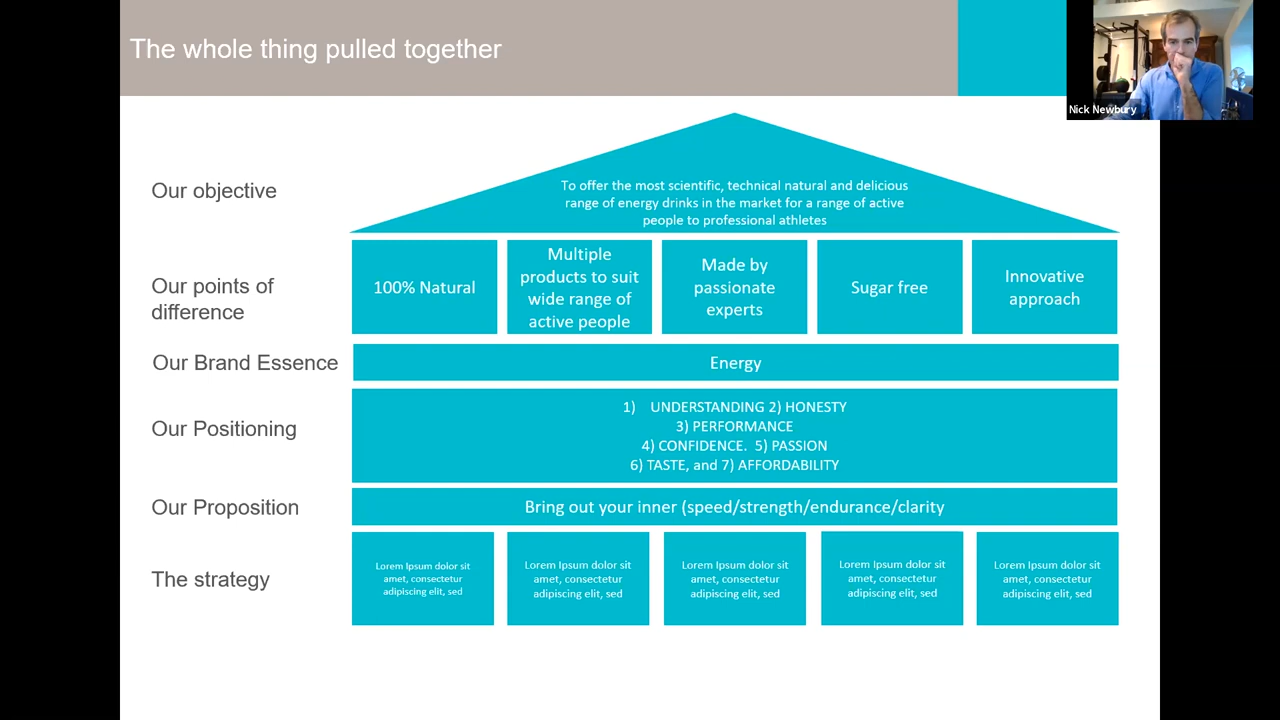 The whole thing pulled together
Nick Newbury
Our objective
To offer the most scientific, technical natural and delicious
range of energy drinks in the market for a range of active
people to professional athletes
Our points of
difference
100% Natural
Multiple
products to suit
wide range of
active people
Made by
passionate
experts
Sugar free
Innovative
approach
Our Brand Essence
Energy
Our Positioning
1) UNDERSTANDING 2) HONESTY
3) PERFORMANCE
4) CONFIDENCE. 5) PASSION
6) TASTE, and 7) AFFORDABILITY
Our Proposition
Bring out your inner (speed/strength/endurance/clarity
The strategy
Lorem Ipsum dolor sit
amet, consectetur
adipiscing elit, sed
Lorem Ipsum dolor sit
amet, consectetur
adipiscing elit, sed
Lorem Ipsum dolor sit
amet, consectetur
adipiscing elit, sed
Lorem Ipsum dolor sit
amet, consectetur
adipiscing elit, sed
Lorem Ipsum dolor sit
amet, consectetur
adipiscing elit, sed